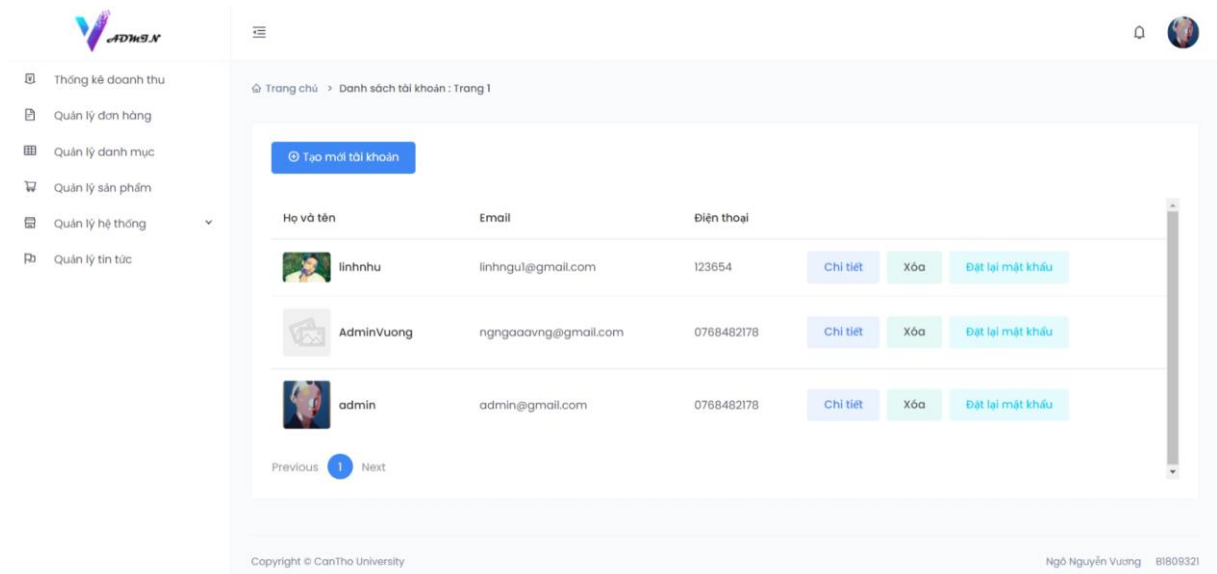 ADMIN
Thống kê doanh thu
Quản lý đơn hàng
Quản lý danh mục
Quản lý sản phẩm
Quản lý hệ thống
Quản lý tin tức
Trang chủ > Danh sách tài khoản : Trang 1
Tạo mới tài khoản
Họ và tên Email Điện thoại
linhnhu linhngu1@gmail.com 123654 Chi tiết Xóa Đặt lại mật khẩu
AdminVuong ngngaaavng@gmail.com 0768482178 Chi tiết Xóa Đặt lại mật khẩu
admin admin@gmail.com 0768482178 Chi tiết Xóa Đặt lại mật khẩu
Previous 1 Next
Copyright © CanTho University Ngô Nguyễn Vương B1809321